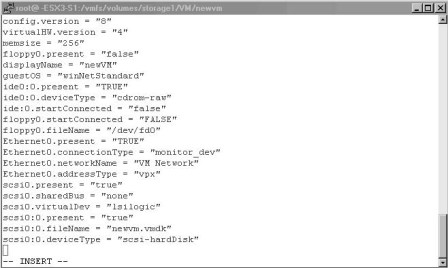 root@ -ESX3-S1:/vmfs/volumes/storage1/VM/newvm
config.version = "8"
virtualHW.version = "4"
memsize = "256"
floppy0.present = "false"
displayName = "newVM"
guestOS = "winNetStandard"
ide0:0.present = "TRUE"
ide0:0.deviceType = "cdrom-raw"
ide:0.startConnected = "false"
floppy0.startConnected = "FALSE"
floppy0.fileName = "/dev/fd0"
Ethernet0.present = "TRUE"
Ethernet0.connectionType = "monitor_dev"
Ethernet0.networkName = "VM Network"
Ethernet0.addressType = "vpx"
scsi0.present = "true"
scsi0.sharedBus = "none"
scsi0.virtualDev = "lsilogic"
scsi0:0.present = "true"
scsi0:0.fileName = "newvm.vmdk"
scsi0:0.deviceType = "scsi-hardDisk"
-- INSERT --